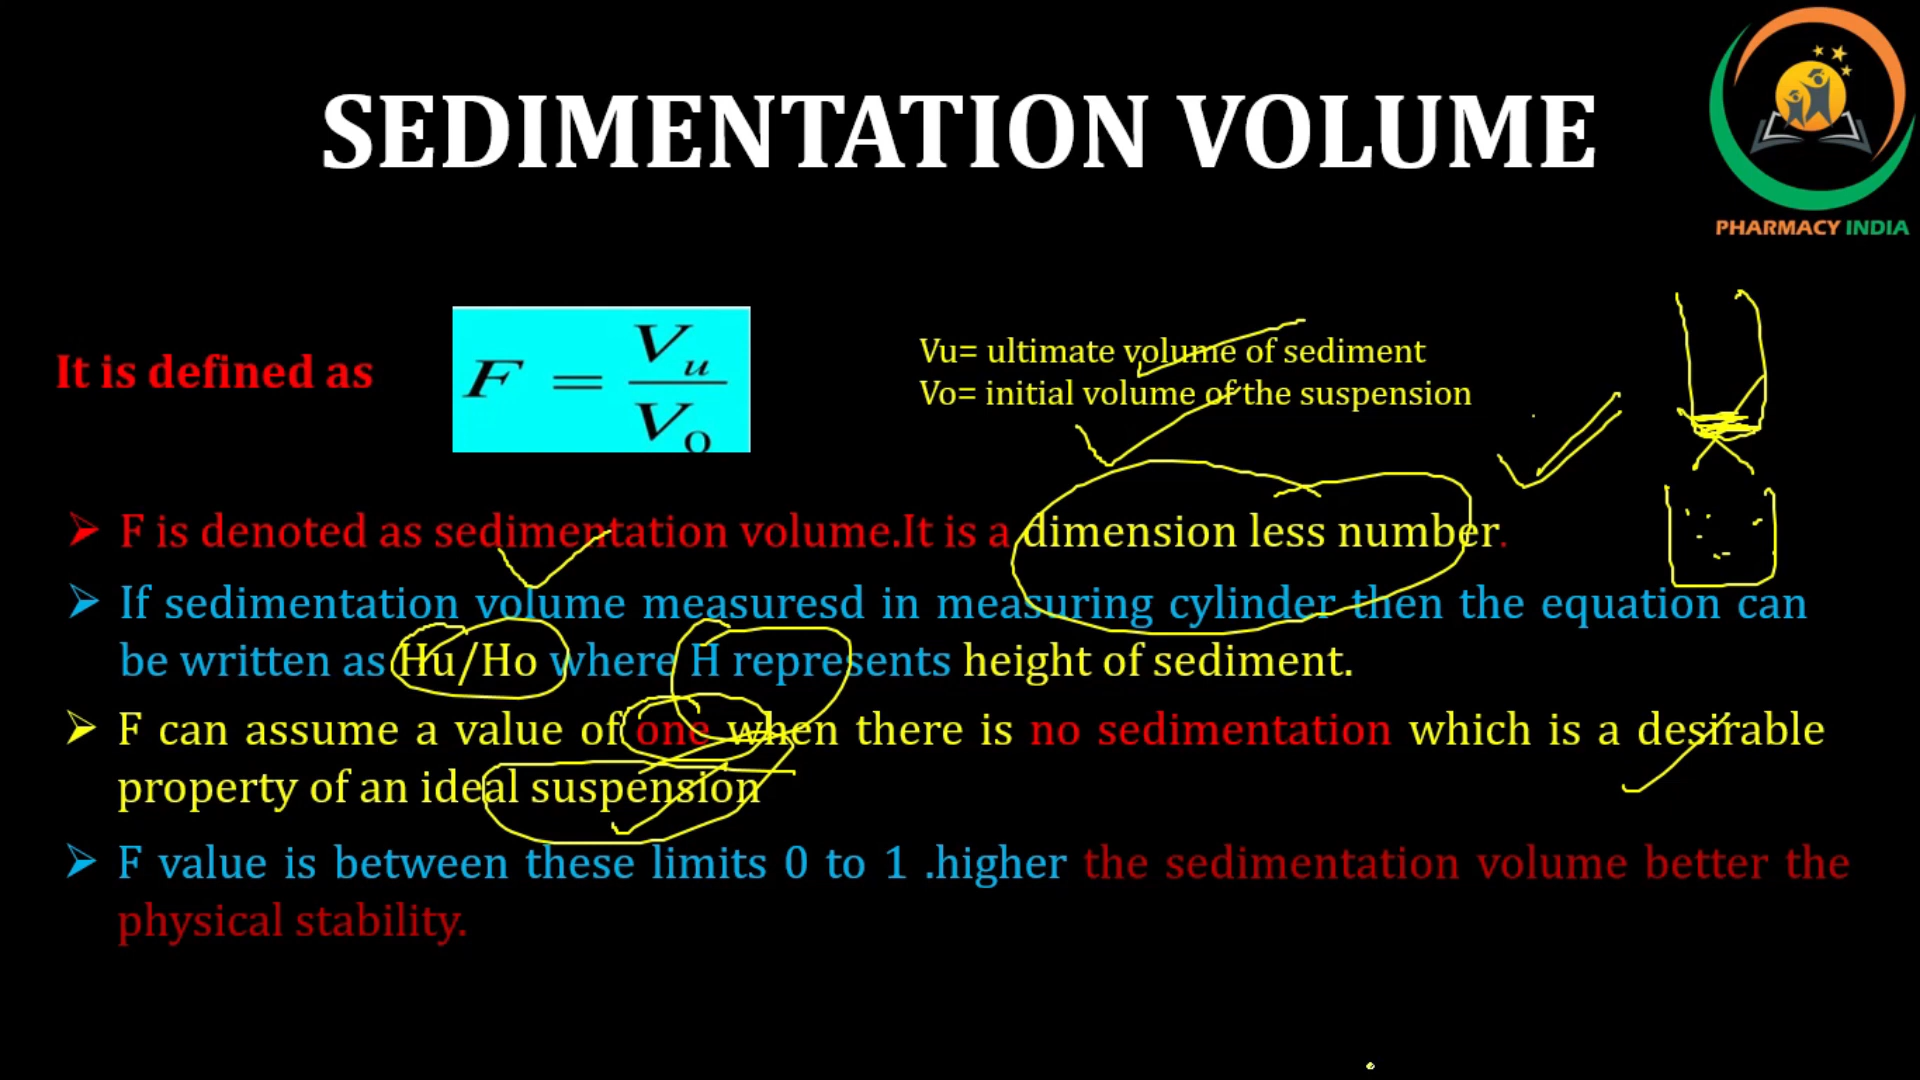 SEDIMENTATION VOLUME
PHARMACY INDIA
It is defined as
F = Vu / V0
Vu= ultimate volume of sediment
Vo= initial volume of the suspension
➢ F is denoted as sedimentation volume.It is a dimension less number.
➢ If sedimentation volume measuresd in measuring cylinder then the equation can
be written as Hu/Ho where H represents height of sediment.
➢ F can assume a value of one when there is no sedimentation which is a desirable
property of an ideal suspension
➢ F value is between these limits 0 to 1 .higher the sedimentation volume better the
physical stability.